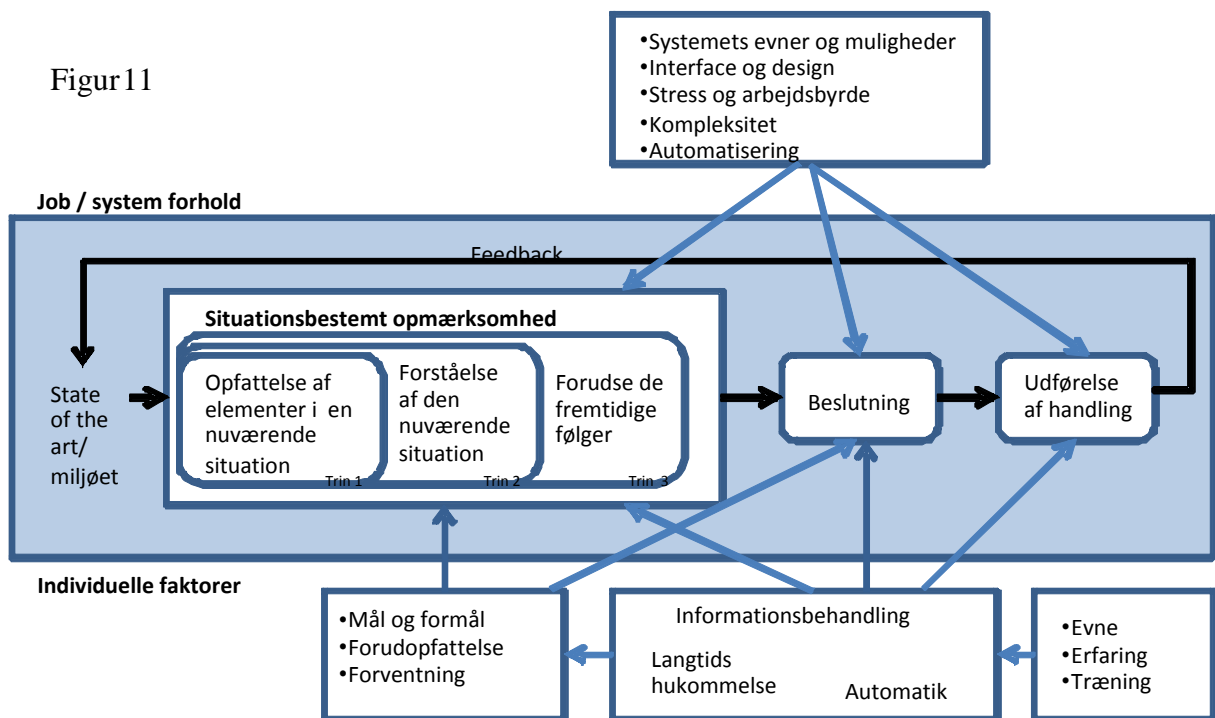 Figur11
•Systemets evner og muligheder
•Interface og design
•Stress og arbejdsbyrde
•Kompleksitet
•Automatisering
Job / system forhold
Feedback
Situationsbestemt opmærksomhed
State
of the
art/
miljøet
Opfattelse af
elementer i en
nuværende
situation
Trin 1
Forståelse
af den
nuværende
situation
Trin 2
Forudse de
fremtidige
følger
Trin 3
Beslutning
Udførelse
af handling
Individuelle faktorer
•Mål og formål
•Forudopfattelse
•Forventning
Informationsbehandling
Langtids
hukommelse
Automatik
•Evne
•Erfaring
•Træning